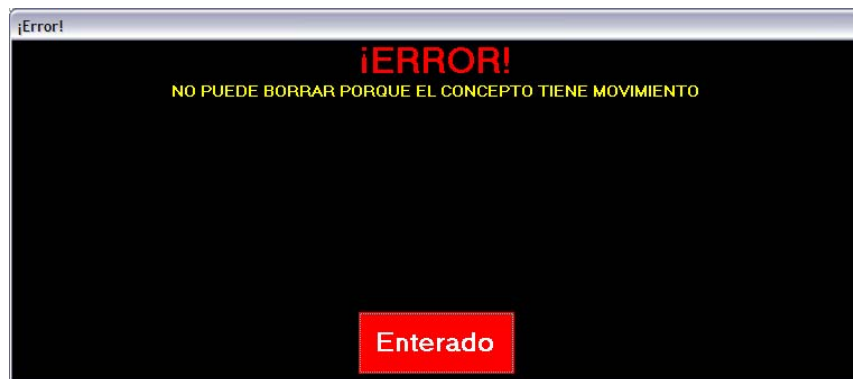 ¡Error!
¡ERROR!
NO PUEDE BORRAR PORQUE EL CONCEPTO TIENE MOVIMIENTO
Enterado